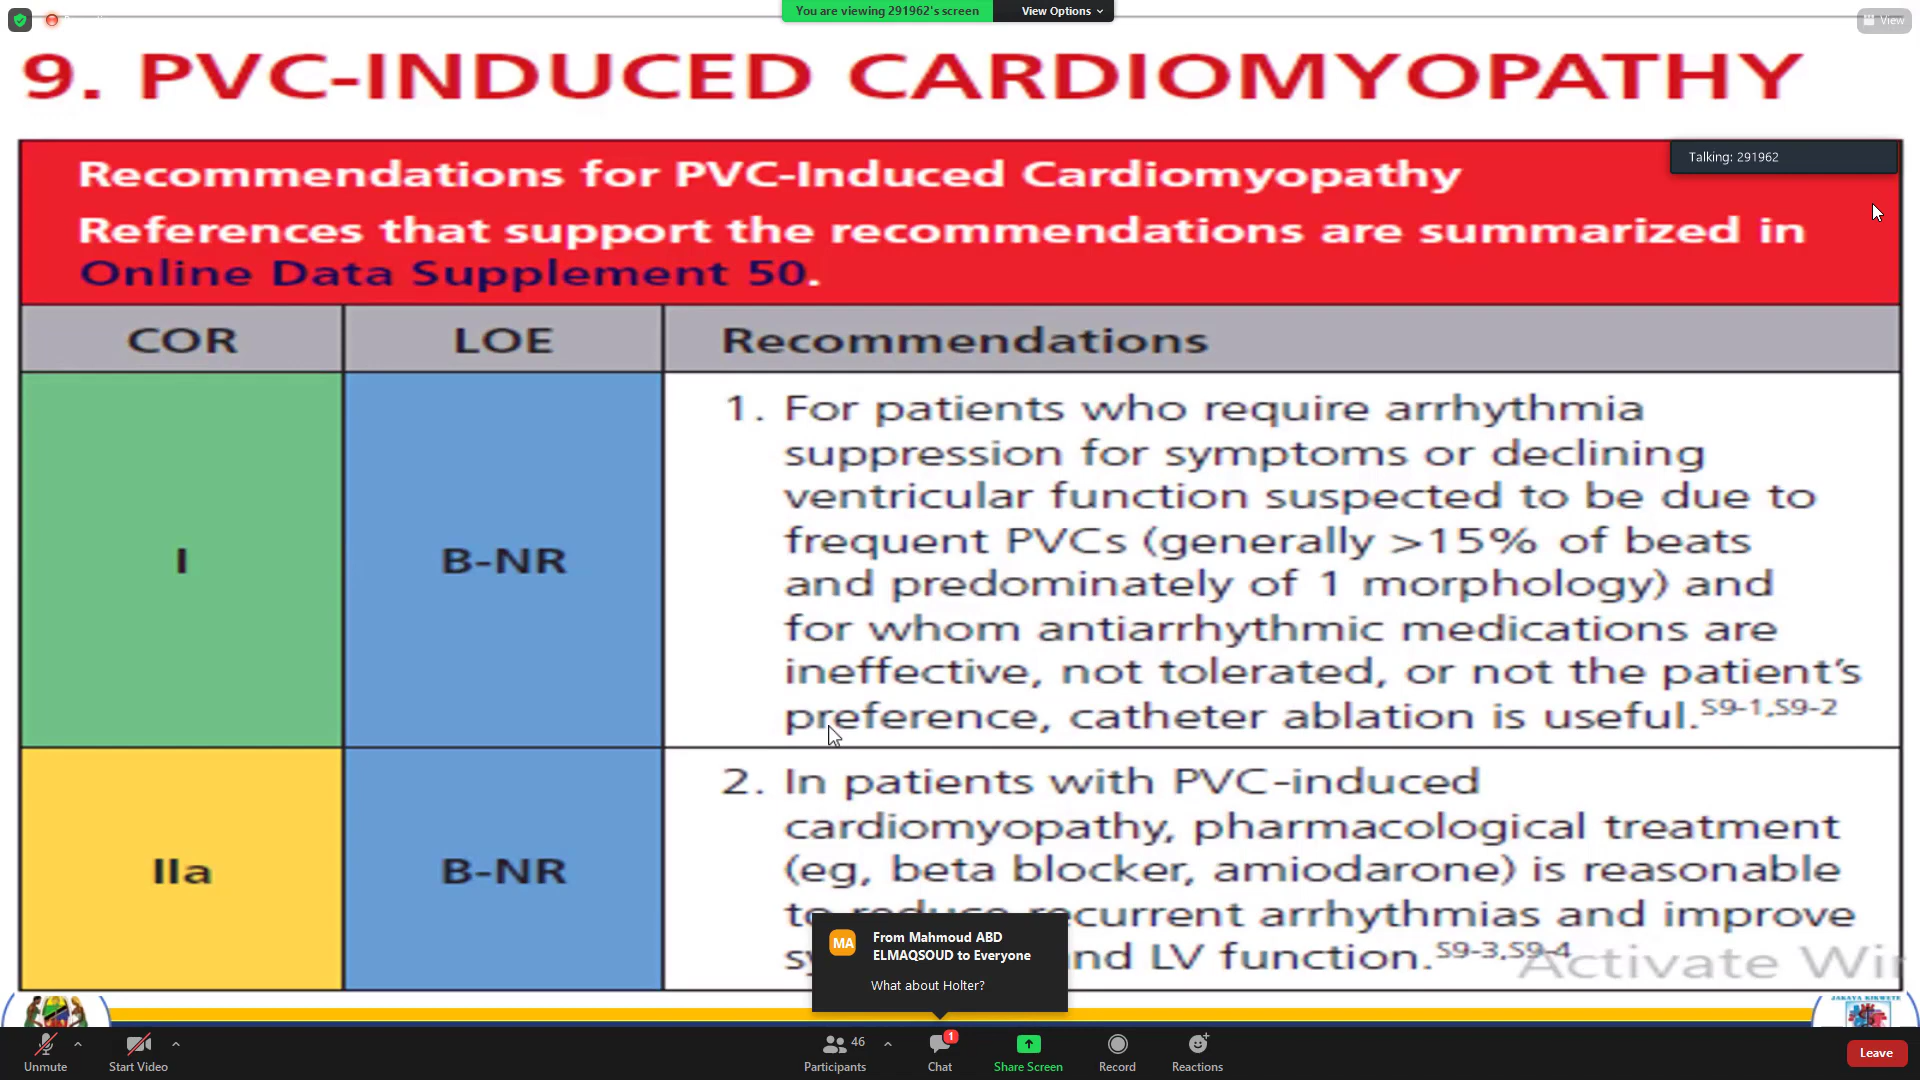 You are viewing 291962's screen
View Options
View
9. PVC-INDUCED CARDIOMYOPATHY
Talking: 291962
Recommendations for PVC-Induced Cardiomyopathy
References that support the recommendations are summarized in
Online Data Supplement 50.
COR
LOE
Recommendations
I
B-NR
1. For patients who require arrhythmia
suppression for symptoms or declining
ventricular function suspected to be due to
frequent PVCs (generally >15% of beats
and predominately of 1 morphology) and
for whom antiarrhythmic medications are
ineffective, not tolerated, or not the patient's
preference, catheter ablation is useful.S9-1,S9-2
IIa
B-NR
2. In patients with PVC-induced
cardiomyopathy, pharmacological treatment
(eg, beta blocker, amiodarone) is reasonable
to reduce recurrent arrhythmias and improve
and LV function.S9-3,S9-4
Activate Wi
MA
From Mahmoud ABD
ELMAQSOUD to Everyone
What about Holter?
JAKAYA KIKWETE
Unmute
Start Video
46
Participants
1
Chat
Share Screen
Record
Reactions
Leave